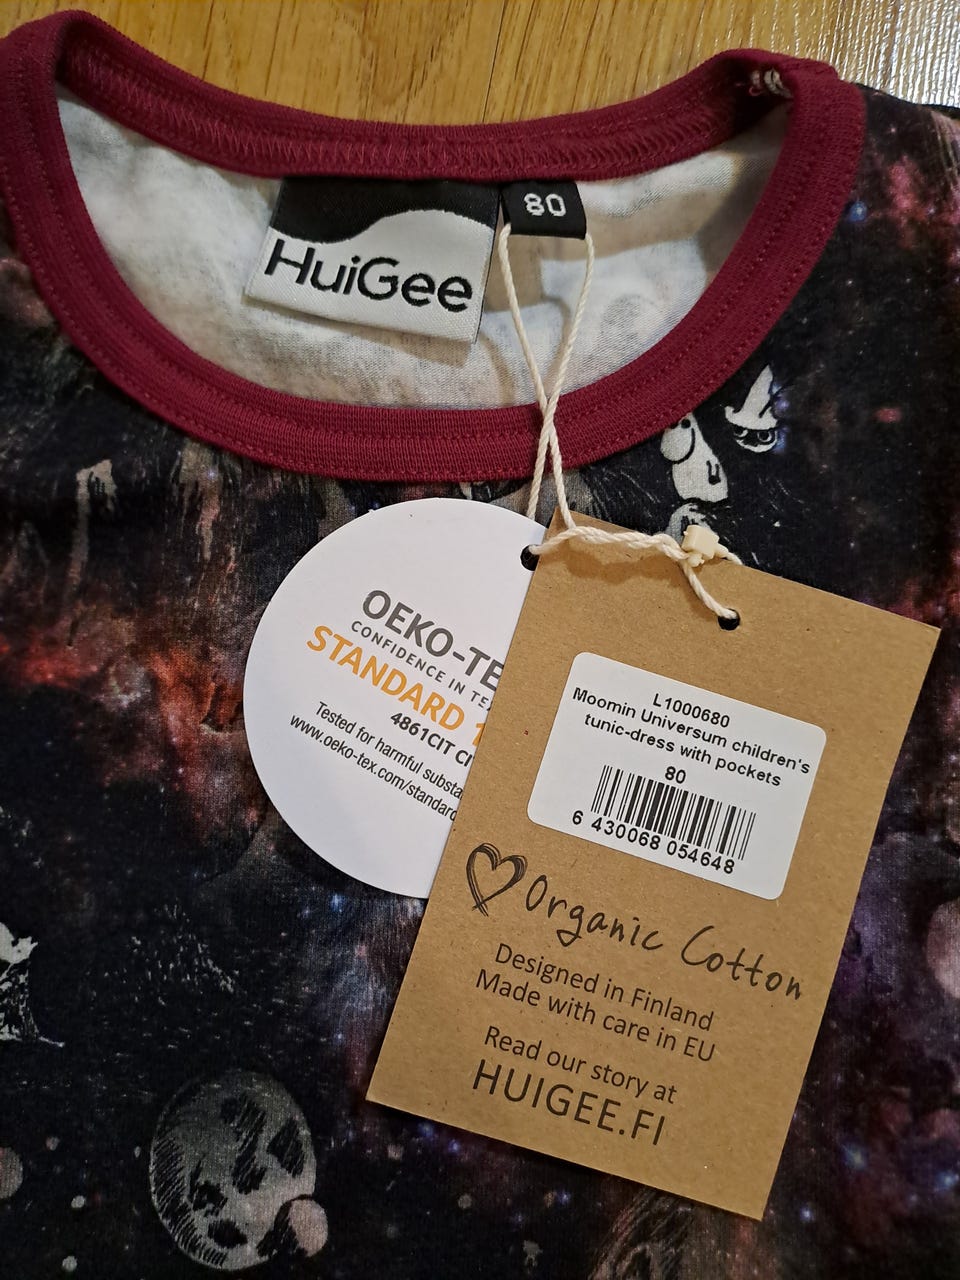 HuiGee
80
OEKO-TE
CONFIDENCE IN TEX
STANDARD 1
4861CIT CI
Tested for harmful substa
www.oeko-tex.com/standard
L1000680
Moomin Universum children's
tunic-dress with pockets
80
6 430068 054648
Organic Cotton
Designed in Finland
Made with care in EU
Read our story at
HUIGEE.FI